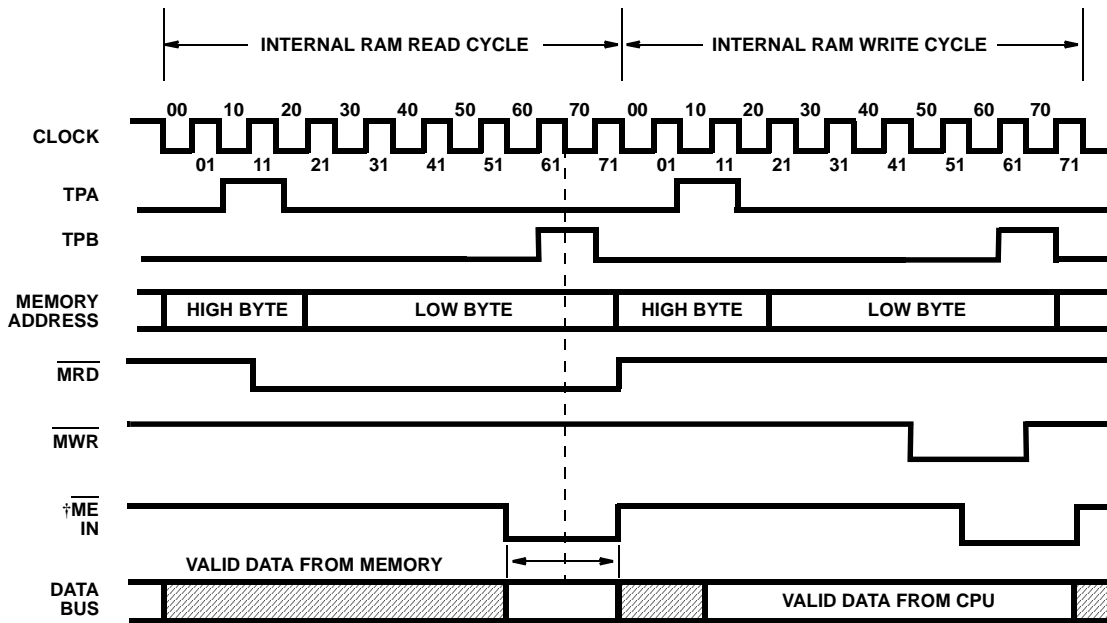 INTERNAL RAM READ CYCLE INTERNAL RAM WRITE CYCLE
00 10 20 30 40 50 60 70 00 10 20 30 40 50 60 70
CLOCK
01 11 21 31 41 51 61 71 01 11 21 31 41 51 61 71
TPA
TPB
MEMORY ADDRESS HIGH BYTE LOW BYTE HIGH BYTE LOW BYTE
MRD
MWR
†ME
IN
VALID DATA FROM MEMORY
DATA
BUS VALID DATA FROM CPU